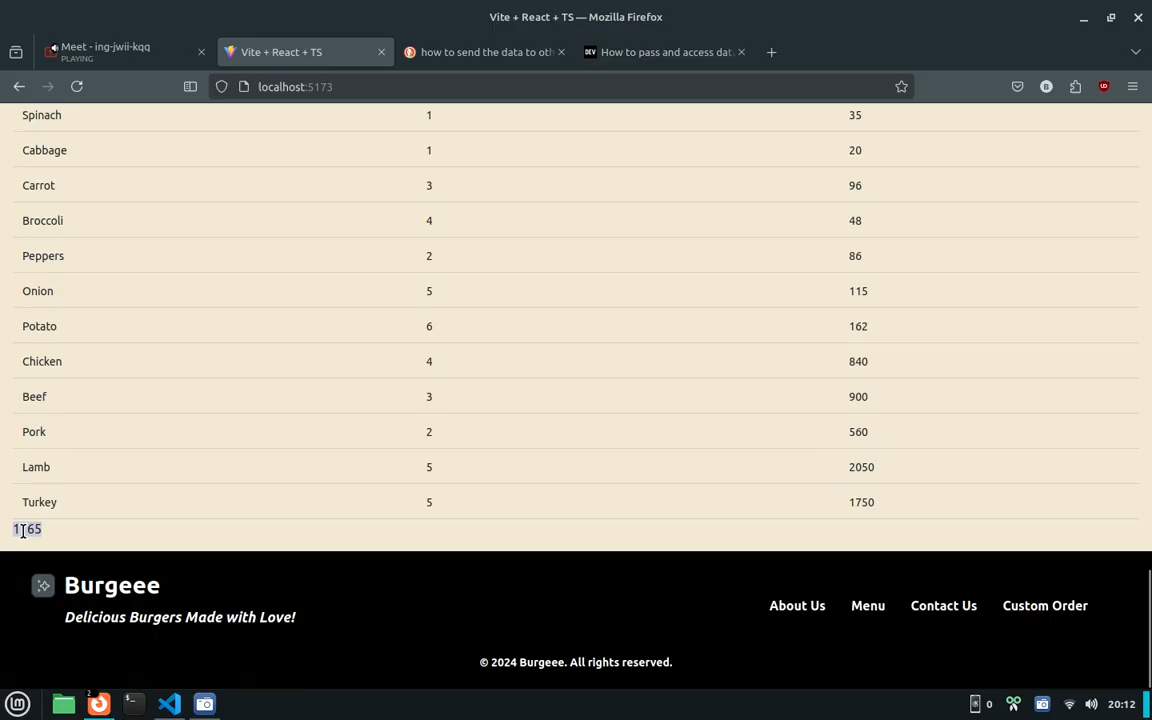 Vite + React + TS — Mozilla Firefox
Meet - ing-jwii-kqq
PLAYING
Vite + React + TS
how to send the data to oth
DEV How to pass and access dat
localhost:5173
Spinach 1 35
Cabbage 1 20
Carrot 3 96
Broccoli 4 48
Peppers 2 86
Onion 5 115
Potato 6 162
Chicken 4 840
Beef 3 900
Pork 2 560
Lamb 5 2050
Turkey 5 1750
Burgeee
Delicious Burgers Made with Love!
About Us Menu Contact Us Custom Order
© 2024 Burgeee. All rights reserved.
2
0 20:12